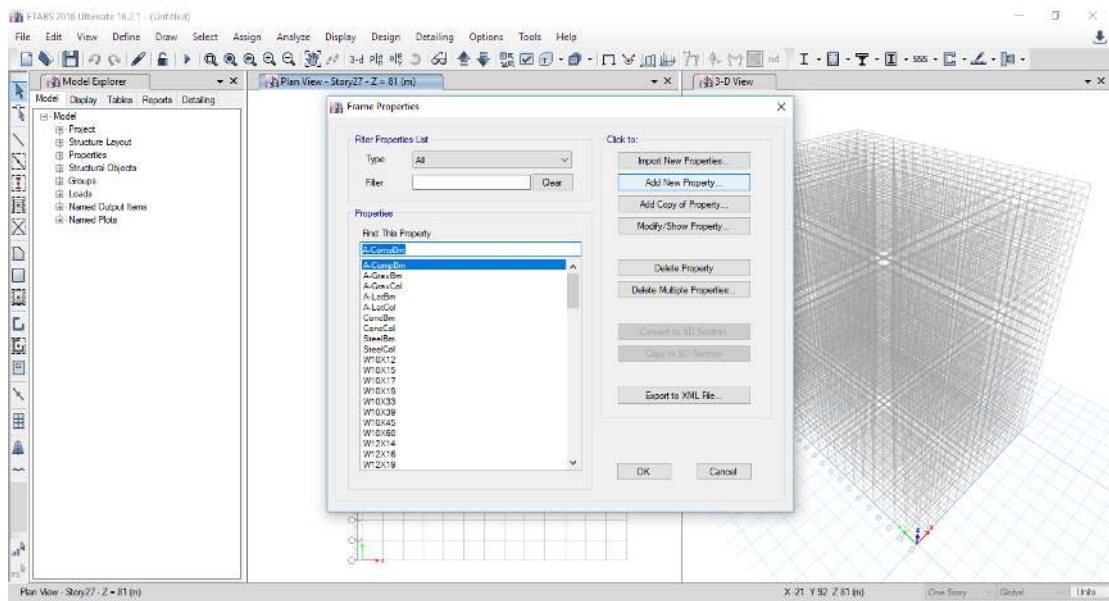 ETABS 2016 Ultimate 16.2.1 - (Untitled)
File Edit View Define Draw Select Assign Analyze Display Design Detailing Options Tools Help
3-d
Model Explorer
Plan View - Story27 - Z = 81 (m)
3-D View
Model Display Tables Reports Detailing
Model
Project
Structure Layout
Properties
Structural Objects
Groups
Loads
Named Output Items
Named Plots
Frame Properties
Filter Properties List
Type All
Filter Clear
Properties
Find This Property
A-CompBm
A-CompBm
A-GravBm
A-GravCol
A-LatBm
A-LatCol
ConcBm
ConcCol
SteelBm
SteelCol
W10X12
W10X15
W10X17
W10X19
W10X33
W10X39
W10X45
W10X60
W12X14
W12X16
W12X19
Click to:
Import New Properties...
Add New Property...
Add Copy of Property...
Modify/Show Property...
Delete Property
Delete Multiple Properties...
Convert to SD Section
Copy to SD Section
Export to XML File...
OK Cancel
Plan View - Story27 - Z = 81 (m)
X -21 Y 92 Z 81 (m)
One Story Global Units